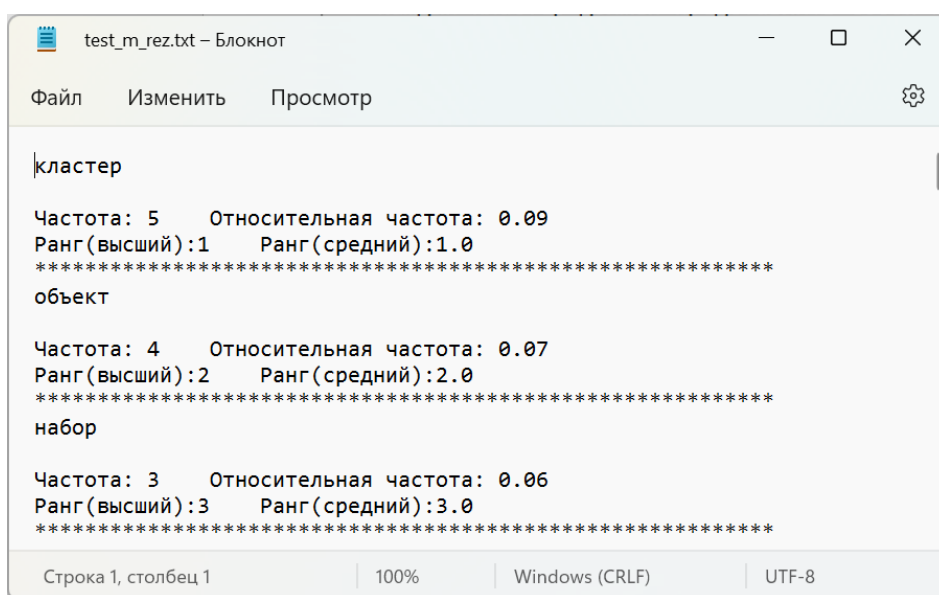 test_m_rez.txt – Блокнот
Файл Изменить Просмотр
кластер
Частота: 5    Относительная частота: 0.09
Ранг(высший):1    Ранг(средний):1.0
***********************************************************
объект
Частота: 4    Относительная частота: 0.07
Ранг(высший):2    Ранг(средний):2.0
***********************************************************
набор
Частота: 3    Относительная частота: 0.06
Ранг(высший):3    Ранг(средний):3.0
***********************************************************
Строка 1, столбец 1 100% Windows (CRLF) UTF-8